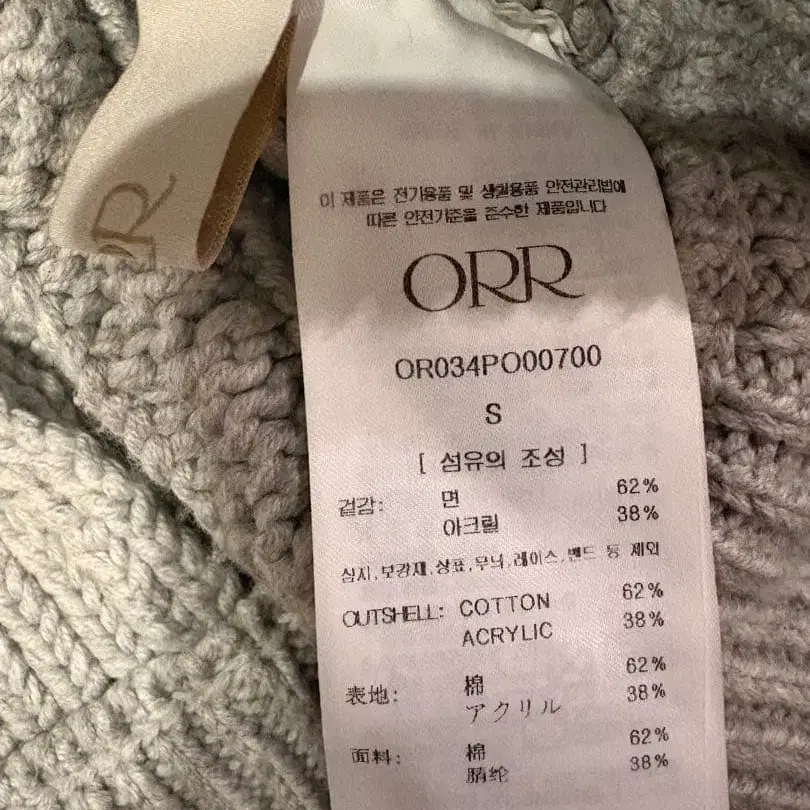 ORR
이 제품은 전기용품 및 생활용품 안전관리법에
따른 안전기준을 준수한 제품입니다
ORR
OR034PO00700
S
[ 섬유의 조성 ]
겉감: 면 62%
아크릴 38%
심지,보강재,상표,무늬,레이스,밴드 등 제외
OUTSHELL: COTTON 62%
ACRYLIC 38%
表地: 棉 62%
アクリル 38%
面料: 棉 62%
腈纶 38%